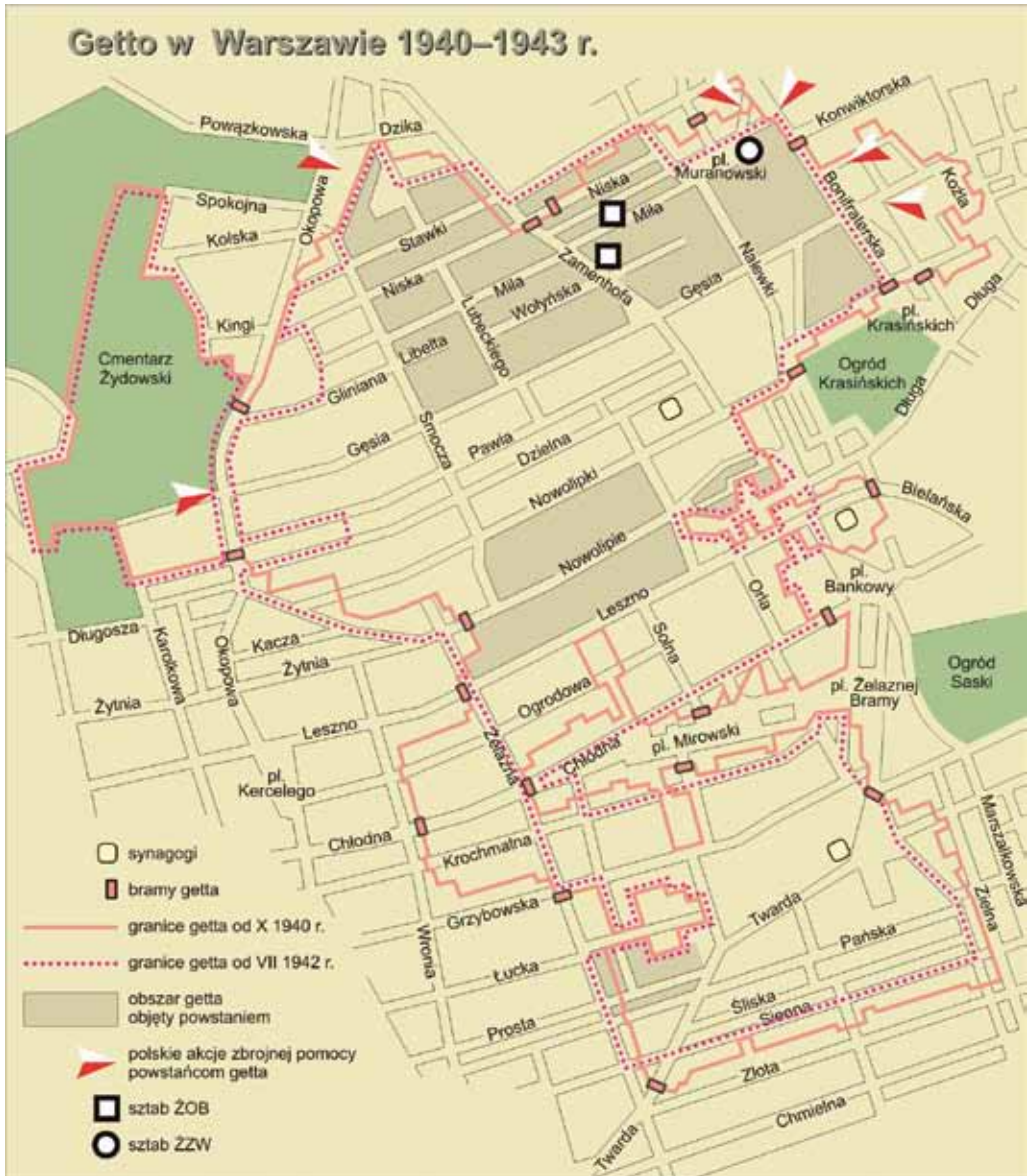 Getto w Warszawie 1940–1943 r.
Powązkowska
Dzika
Konwiktorska
Spokojna
Okopowa
Kolska
Stawki
Niska
Miła
pl.
Muranowski
Bonifraterska
Koźla
Niska
Miła
Zamenhofa
Wołyńska
Gęsia
Nalewki
Długa
Kingi
Lubeckiego
pl.
Krasińskich
Cmentarz
Żydowski
Libelta
Gliniana
Ogród
Krasińskich
Długa
Gęsia
Smocza
Pawia
Dzielna
Nowolipki
Bielańska
Nowolipie
Leszno
Orla
pl.
Bankowy
Długosza
Karolkowa
Okopowa
Kacza
Żytnia
Solna
Ogród
Saski
Żytnia
Leszno
Ogrodowa
pl. Żelaznej
Bramy
Żelazna
Chłodna
pl. Mirowski
pl.
Kercelego
Chłodna
Krochmalna
Marszałkowska
Zielna
Grzybowska
Twarda
Pańska
Wronia
Łucka
Śliska
Sienna
Prosta
Złota
Chmielna
Twarda
synagogi
bramy getta
granice getta od X 1940 r.
granice getta od VII 1942 r.
obszar getta
objęty powstaniem
polskie akcje zbrojnej pomocy
powstańcom getta
sztab ŻOB
sztab ŻZW